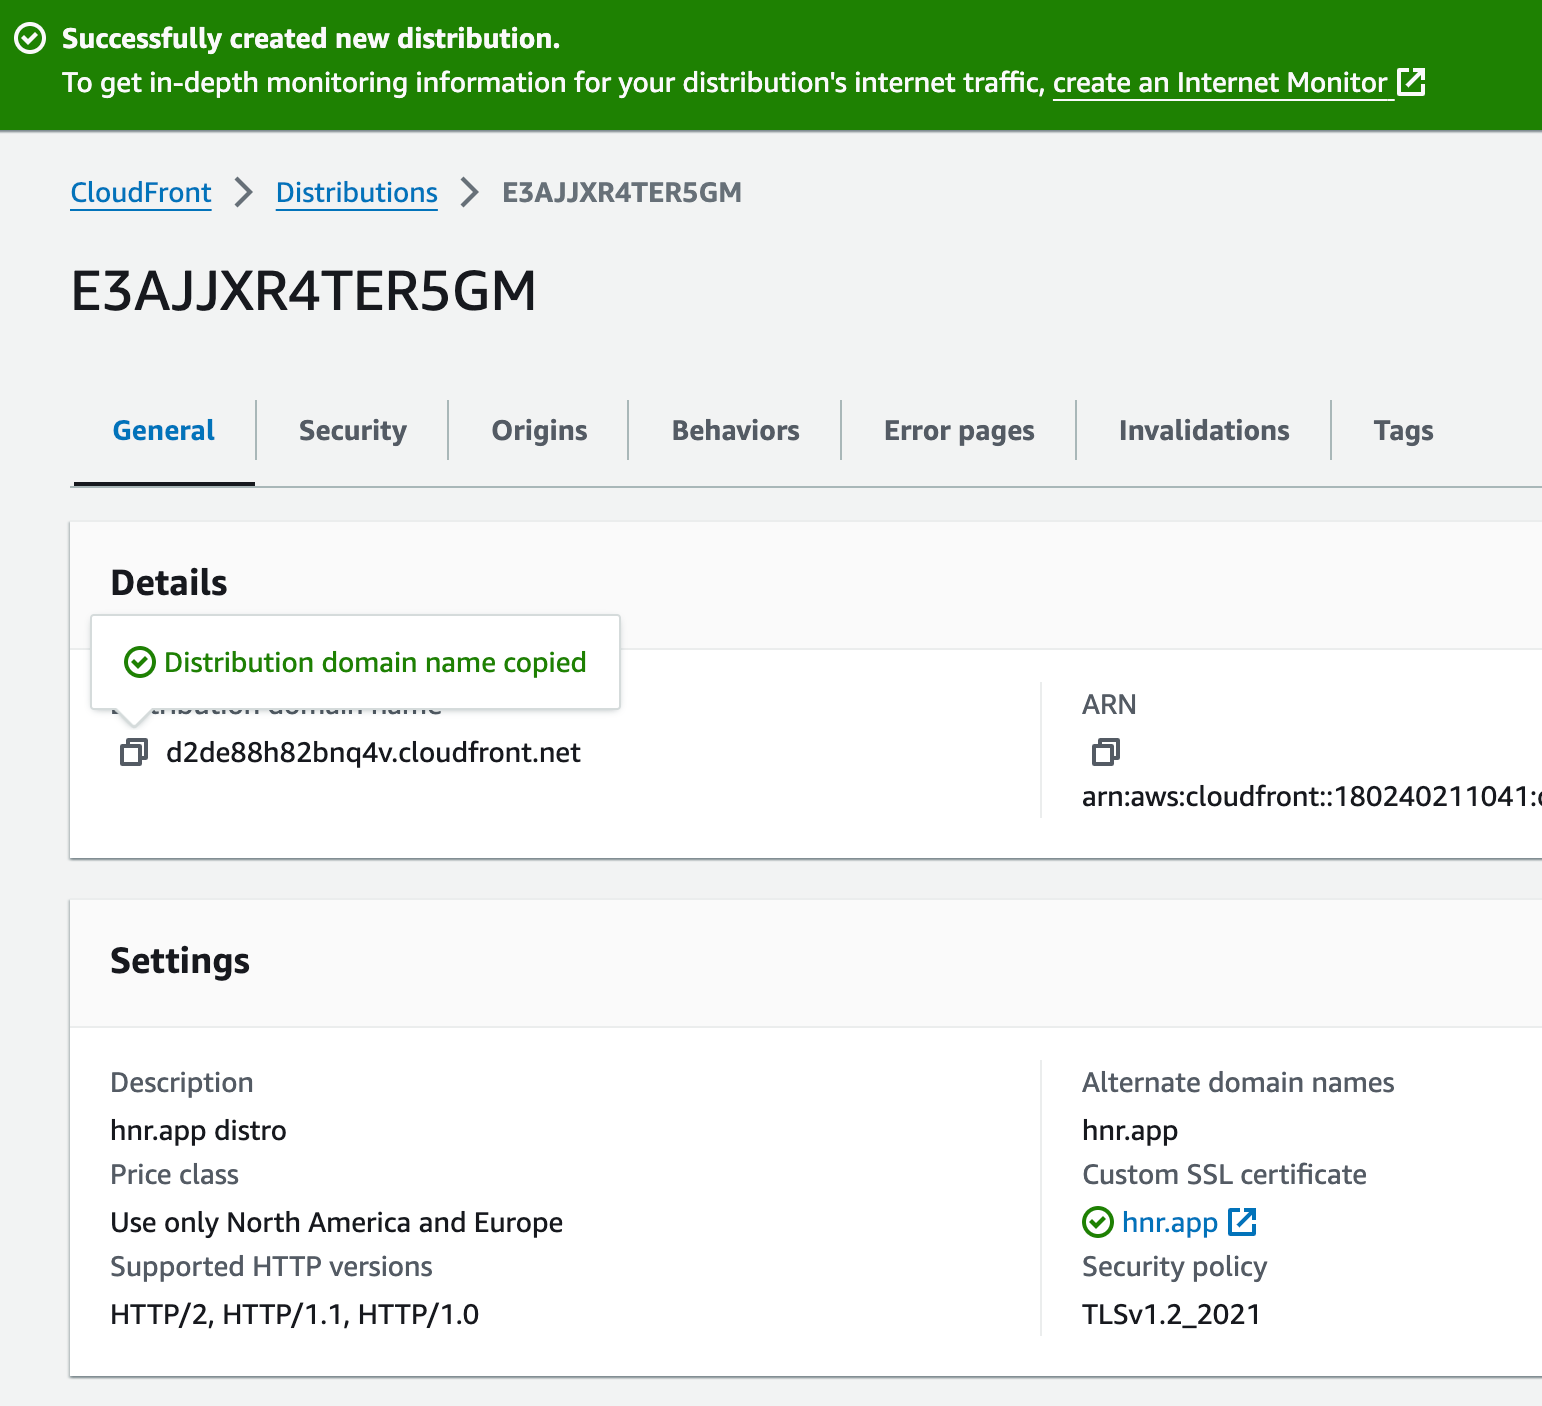 Successfully created new distribution.
To get in-depth monitoring information for your distribution's internet traffic, create an Internet Monitor
CloudFront > Distributions > E3AJJXR4TER5GM
E3AJJXR4TER5GM
General
Security
Origins
Behaviors
Error pages
Invalidations
Tags
Details
Distribution domain name copied
Distribution domain name
d2de88h82bnq4v.cloudfront.net
ARN
arn:aws:cloudfront::180240211041:
Settings
Description
hnr.app distro
Price class
Use only North America and Europe
Supported HTTP versions
HTTP/2, HTTP/1.1, HTTP/1.0
Alternate domain names
hnr.app
Custom SSL certificate
hnr.app
Security policy
TLSv1.2_2021